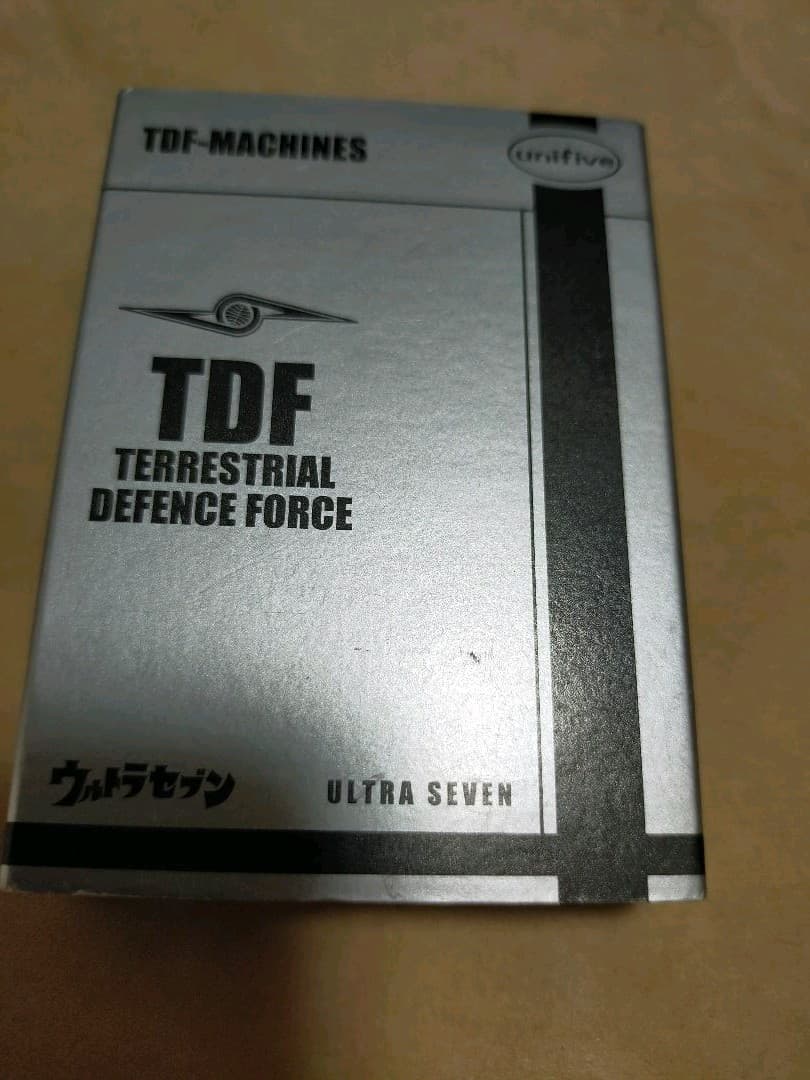 TDF-MACHINES
unifive
TDF
TERRESTRIAL
DEFENCE FORCE
ウルトラセブン
ULTRA SEVEN